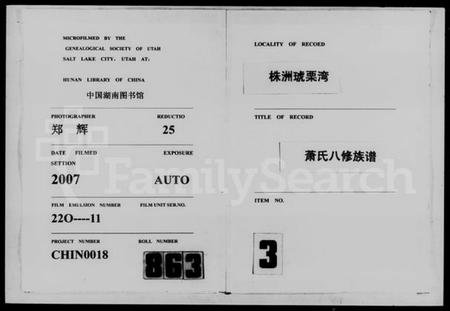 MICROFILMED BY THE
GENEALOGICAL SOCIETY OF UTAH
SALT LAKE CITY, UTAH AT:
HUNAN LIBRARY OF CHINA
中国湖南图书馆
PHOTOGRAPHER REDUCTIO
郑 辉 25
DATE FILMED EXPOSURE
SETTION
2007 AUTO
FILM EMULSION NUMBER FILM UNIT SER.NO.
22O----11
PROJECT NUMBER ROLL NUMBER
CHIN0018 863
LOCALITY OF RECORD
株洲琥栗湾
TITLE OF RECORD
萧氏八修族谱
ITEM NO.
3
FamilySearch